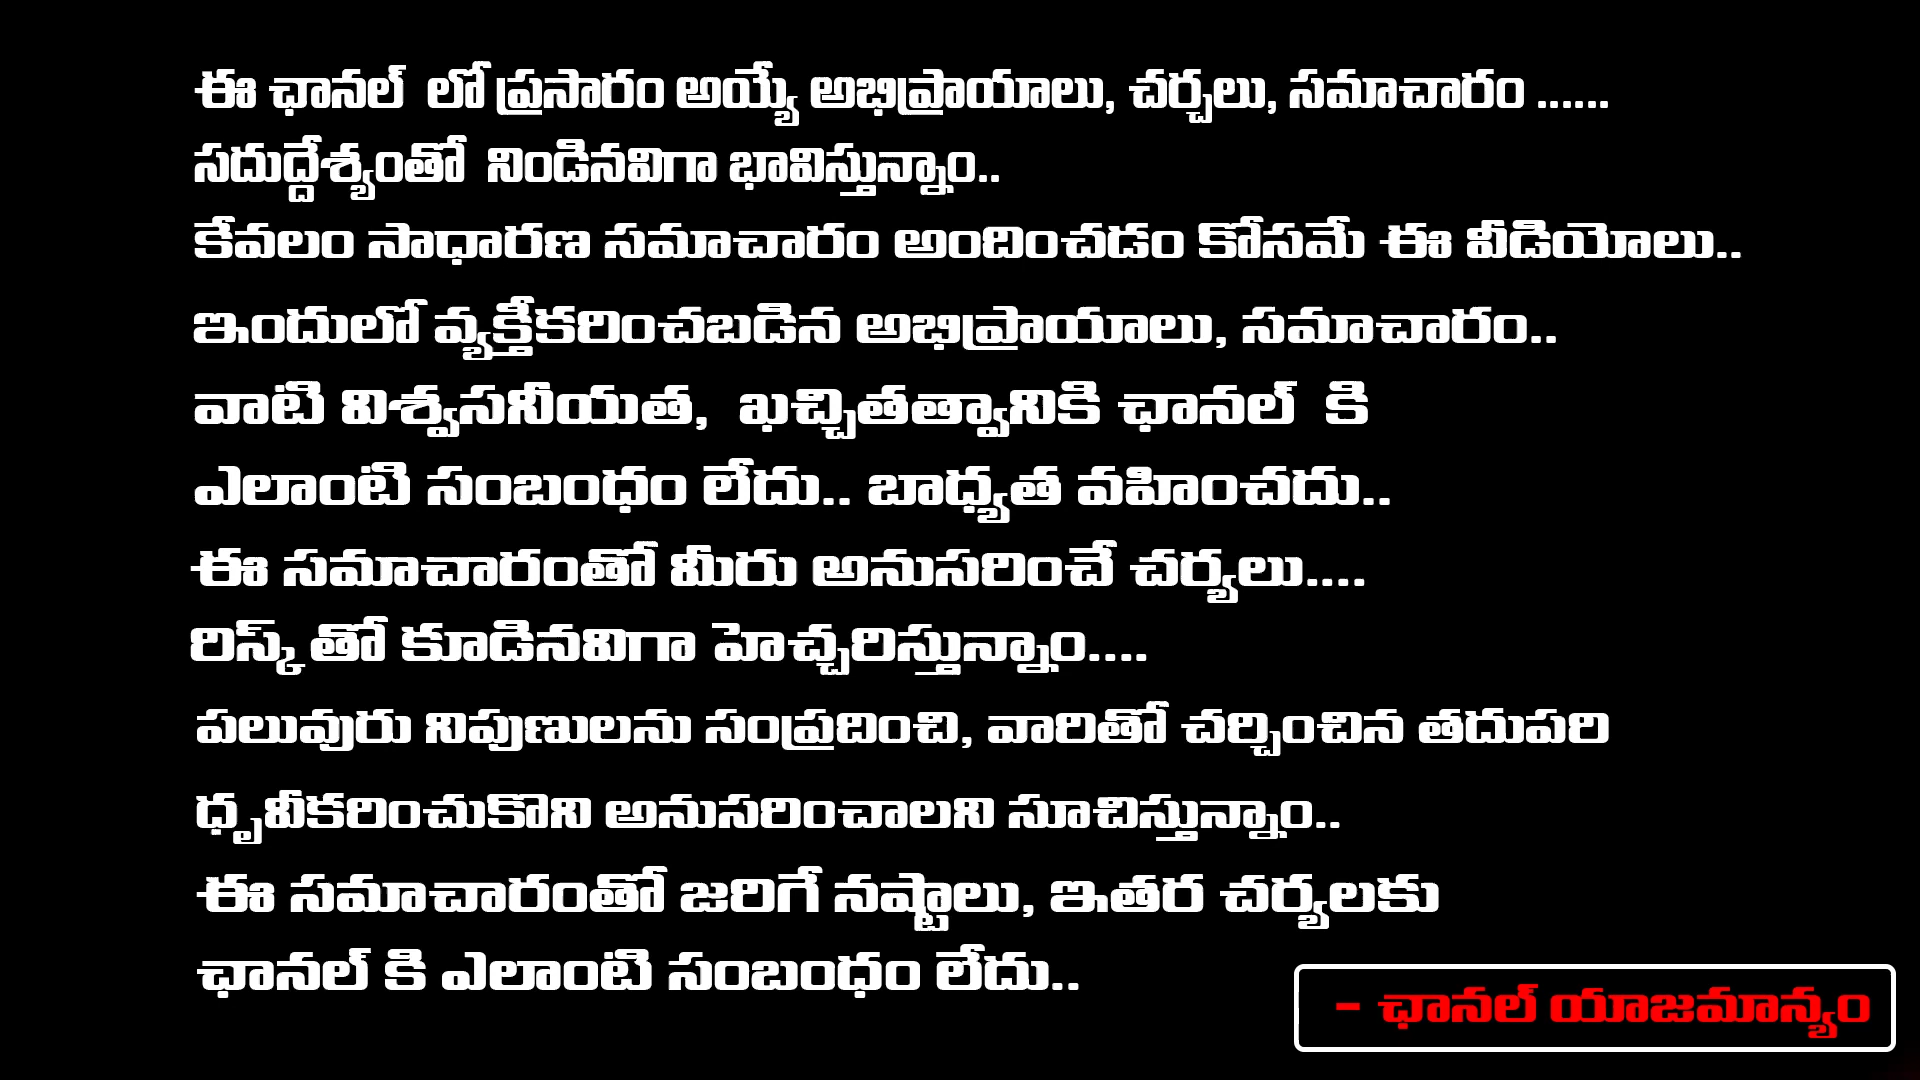 ఈ ఛానల్ లో ప్రసారం అయ్యే అభిప్రాయాలు, చర్చలు, సమాచారం ......
సదుద్దేశ్యంతో నిండినవిగా భావిస్తున్నాం..
కేవలం సాధారణ సమాచారం అందించడం కోసమే ఈ వీడియోలు..
ఇందులో వ్యక్తీకరించబడిన అభిప్రాయాలు, సమాచారం..
వాటి విశ్వసనీయత, ఖచ్చితత్వానికి ఛానల్ కి
ఎలాంటి సంబంధం లేదు.. బాధ్యత వహించదు..
ఈ సమాచారంతో మీరు అనుసరించే చర్యలు....
రిస్క్ తో కూడినవిగా హెచ్చరిస్తున్నాం....
పలువురు నిపుణులను సంప్రదించి, వారితో చర్చించిన తదుపరి
ధృవీకరించుకొని అనుసరించాలని సూచిస్తున్నాం..
ఈ సమాచారంతో జరిగే నష్టాలు, ఇతర చర్యలకు
ఛానల్ కి ఎలాంటి సంబంధం లేదు..
- ఛానల్ యాజమాన్యం